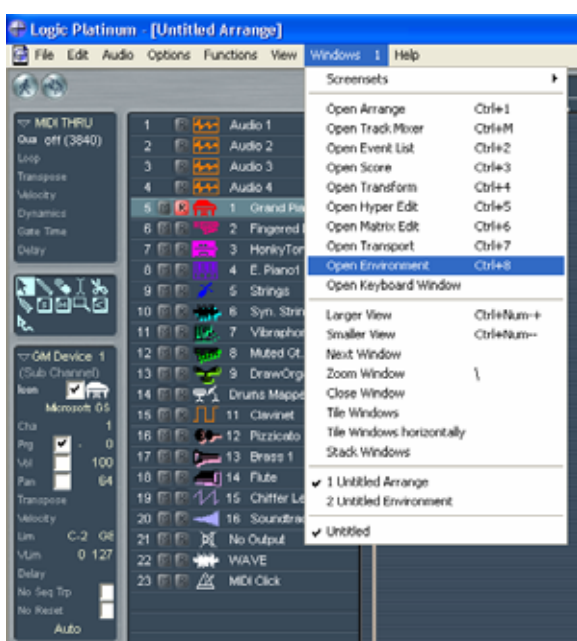 Logic Platinum - [Untitled Arrange]
File Edit Audio Options Functions View Windows 1 Help
Screensets
Open Arrange Ctrl+1
Open Track Mixer Ctrl+M
Open Event List Ctrl+2
Open Score Ctrl+3
Open Transform Ctrl+4
Open Hyper Edit Ctrl+5
Open Matrix Edit Ctrl+6
Open Transport Ctrl+7
Open Environment Ctrl+8
Open Keyboard Window
Larger View Ctrl+Num-+
Smaller View Ctrl+Num--
Next Window
Zoom Window \
Close Window
Tile Windows
Tile Windows horizontally
Stack Windows
1 Untitled Arrange
2 Untitled Environment
Untitled
MIDI THRU
Qua off (3840)
Loop
Transpose
Velocity
Dynamics
Gate Time
Delay
GM Device 1
(Sub Channel)
Icon
Microsoft GS
Cha 1
Prg - 0
Vol 100
Pan 64
Transpose
Velocity
Lim C-2 G8
VLim 0 127
Delay
No Seq Trp
No Reset
Auto
1 Audio 1
2 Audio 2
3 Audio 3
4 Audio 4
5 1 Grand Pia
6 2 Fingered
7 3 HonkyTon
8 4 E. Piano1
9 5 Strings
10 6 Syn. Strin
11 7 Vibraphon
12 8 Muted Gt.
13 9 DrawOrg
14 Drums Mappe
15 11 Clavinet
16 12 Pizzicato
17 13 Brass 1
18 14 Flute
19 15 Chiffer Le
20 16 Soundtrac
21 No Output
22 WAVE
23 MIDI Click